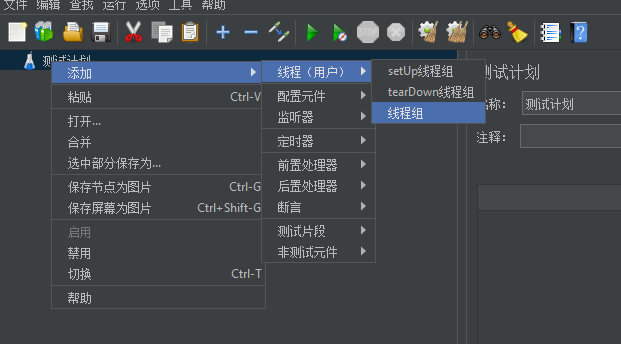 文件 编辑 查找 运行 选项 工具 帮助
测试计划
添加
粘贴 Ctrl-V
打开...
合并
选中部分保存为...
保存节点为图片 Ctrl-G
保存屏幕为图片 Ctrl+Shift-G
启用
禁用
切换 Ctrl-T
帮助
线程（用户）
配置元件
监听器
定时器
前置处理器
后置处理器
断言
测试片段
非测试元件
setUp线程组
tearDown线程组
线程组
测试计划
名称： 测试计划
注释：
STOP